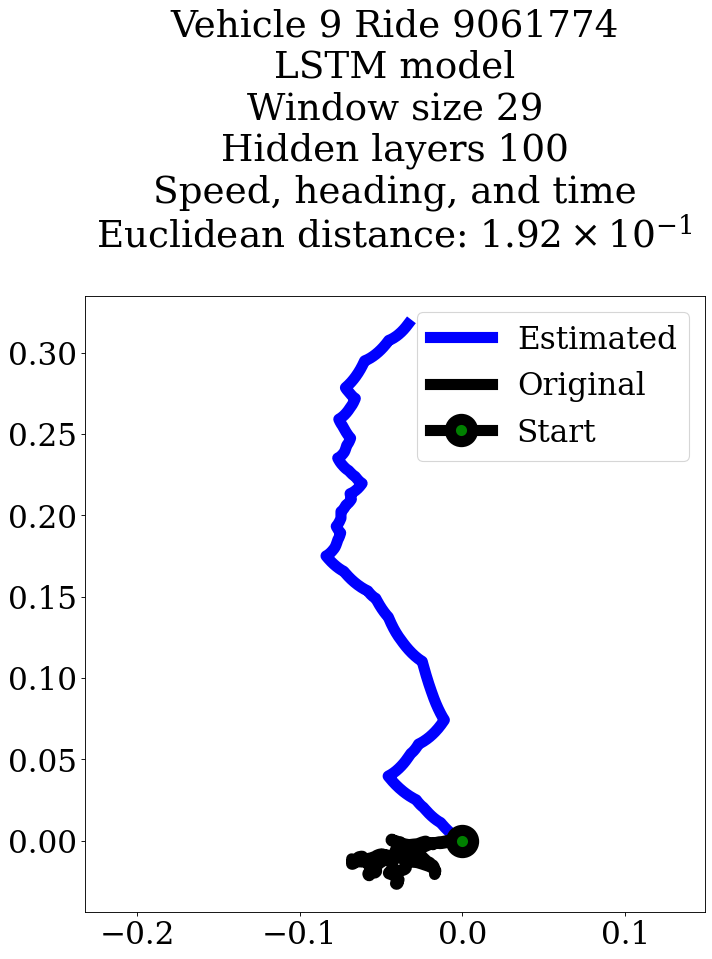 Vehicle 9 Ride 9061774
LSTM model
Window size 29
Hidden layers 100
Speed, heading, and time
Euclidean distance: 1.92 × 10⁻¹
Estimated
Original
Start
0.30
0.25
0.20
0.15
0.10
0.05
0.00
−0.2
−0.1
0.0
0.1